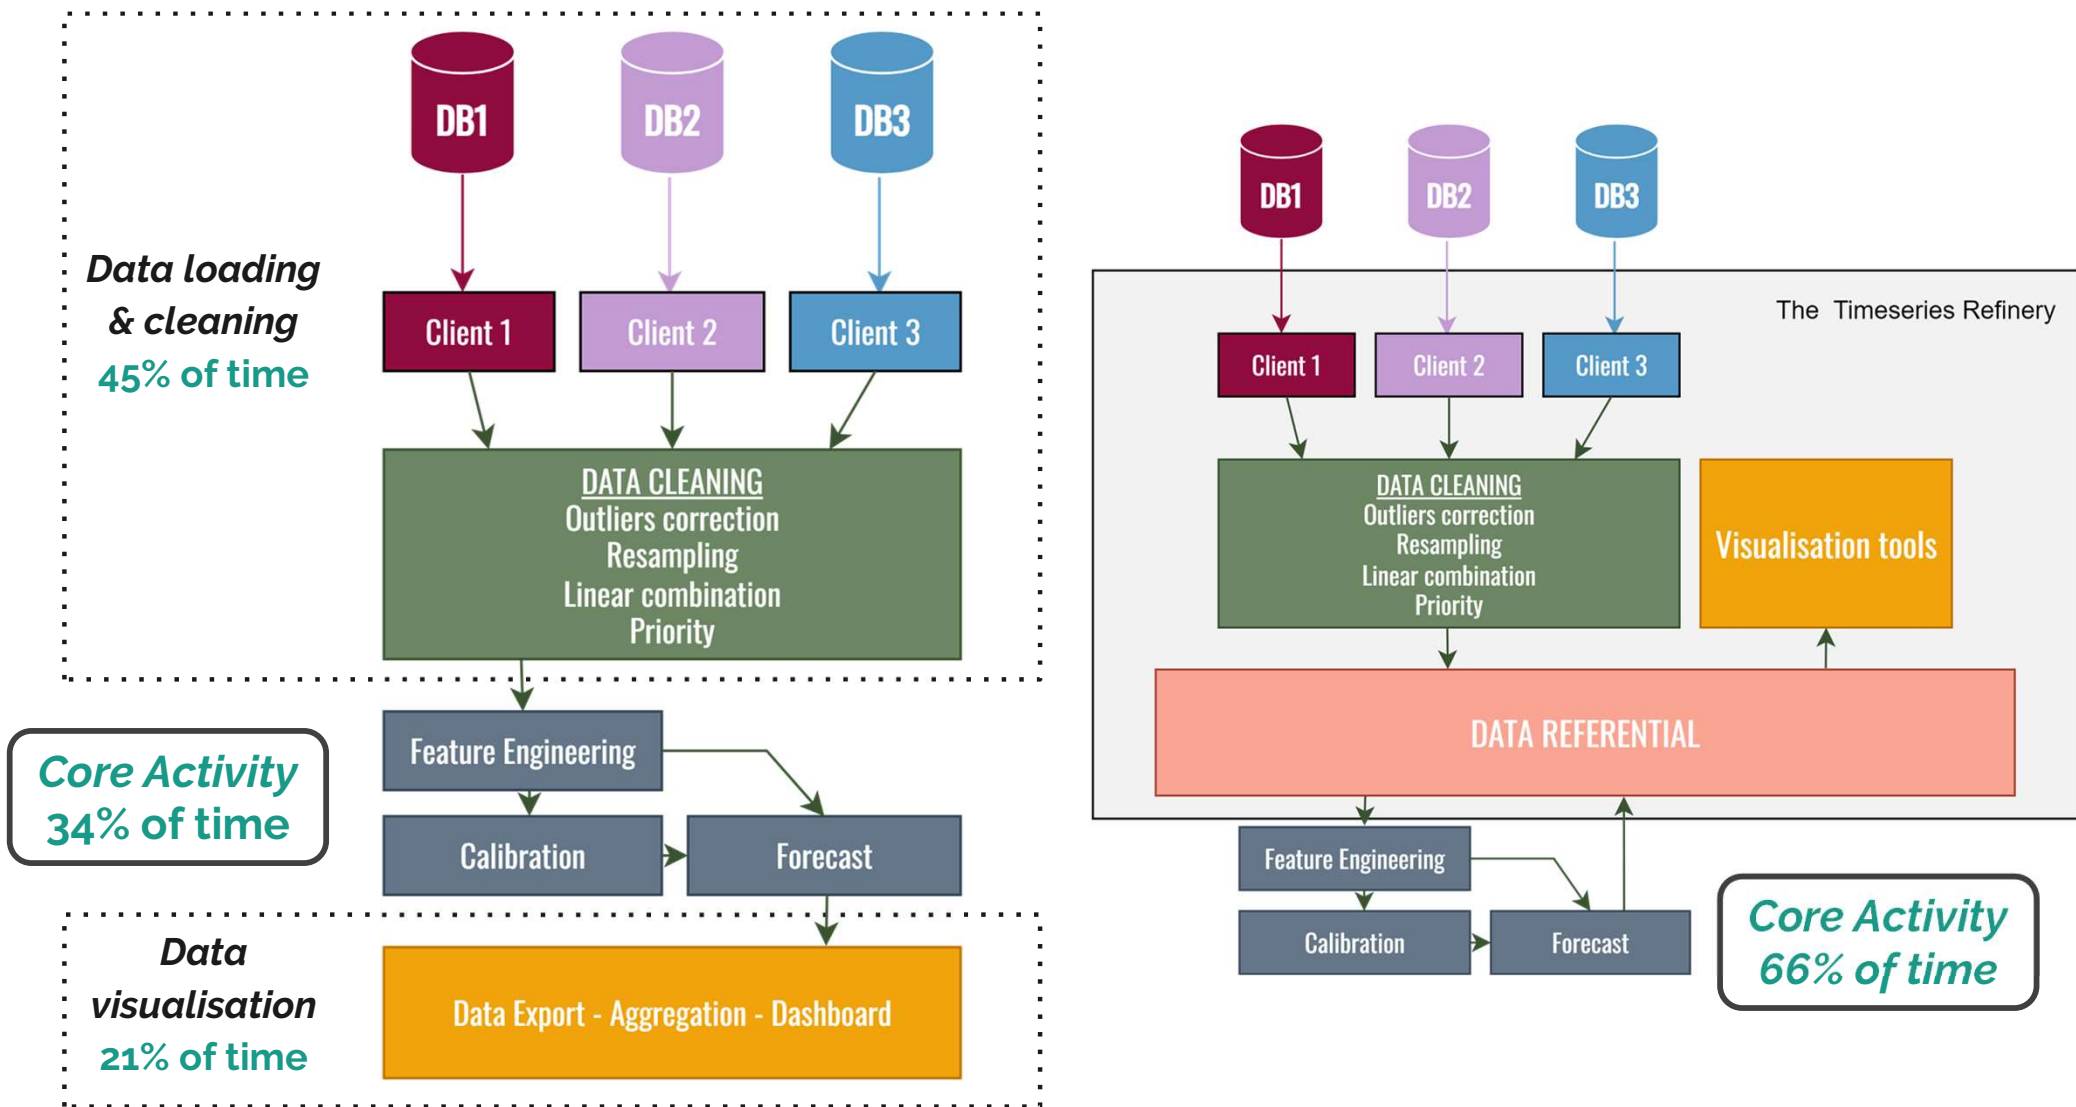 DB1
DB2
DB3
Data loading
& cleaning
45% of time
Client 1
Client 2
Client 3
DATA CLEANING
Outliers correction
Resampling
Linear combination
Priority
Core Activity
34% of time
Feature Engineering
Calibration
Forecast
Data
visualisation
21% of time
Data Export - Aggregation - Dashboard
DB1
DB2
DB3
The Timeseries Refinery
Client 1
Client 2
Client 3
DATA CLEANING
Outliers correction
Resampling
Linear combination
Priority
Visualisation tools
DATA REFERENTIAL
Feature Engineering
Calibration
Forecast
Core Activity
66% of time